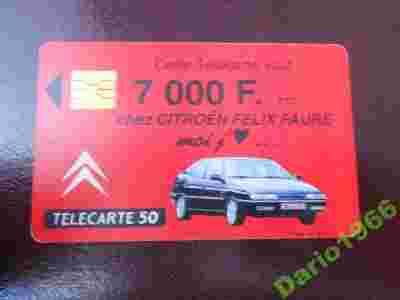 Cette Télécarte vaut
7 000 F. ...
chez CITROËN FELIX FAURE
moi j ♥ ...
TELECARTE 50
Dario1966